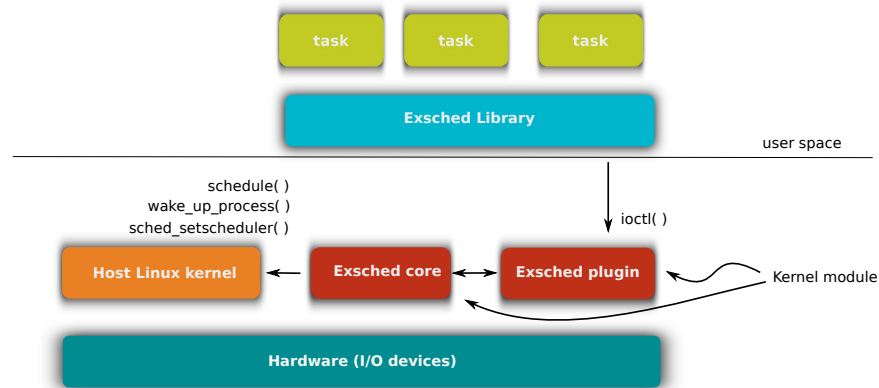 task
task
task
Exsched Library
user space
schedule( )
wake_up_process( )
sched_setscheduler( )
ioctl( )
Host Linux kernel
Exsched core
Exsched plugin
Kernel module
Hardware (I/O devices)